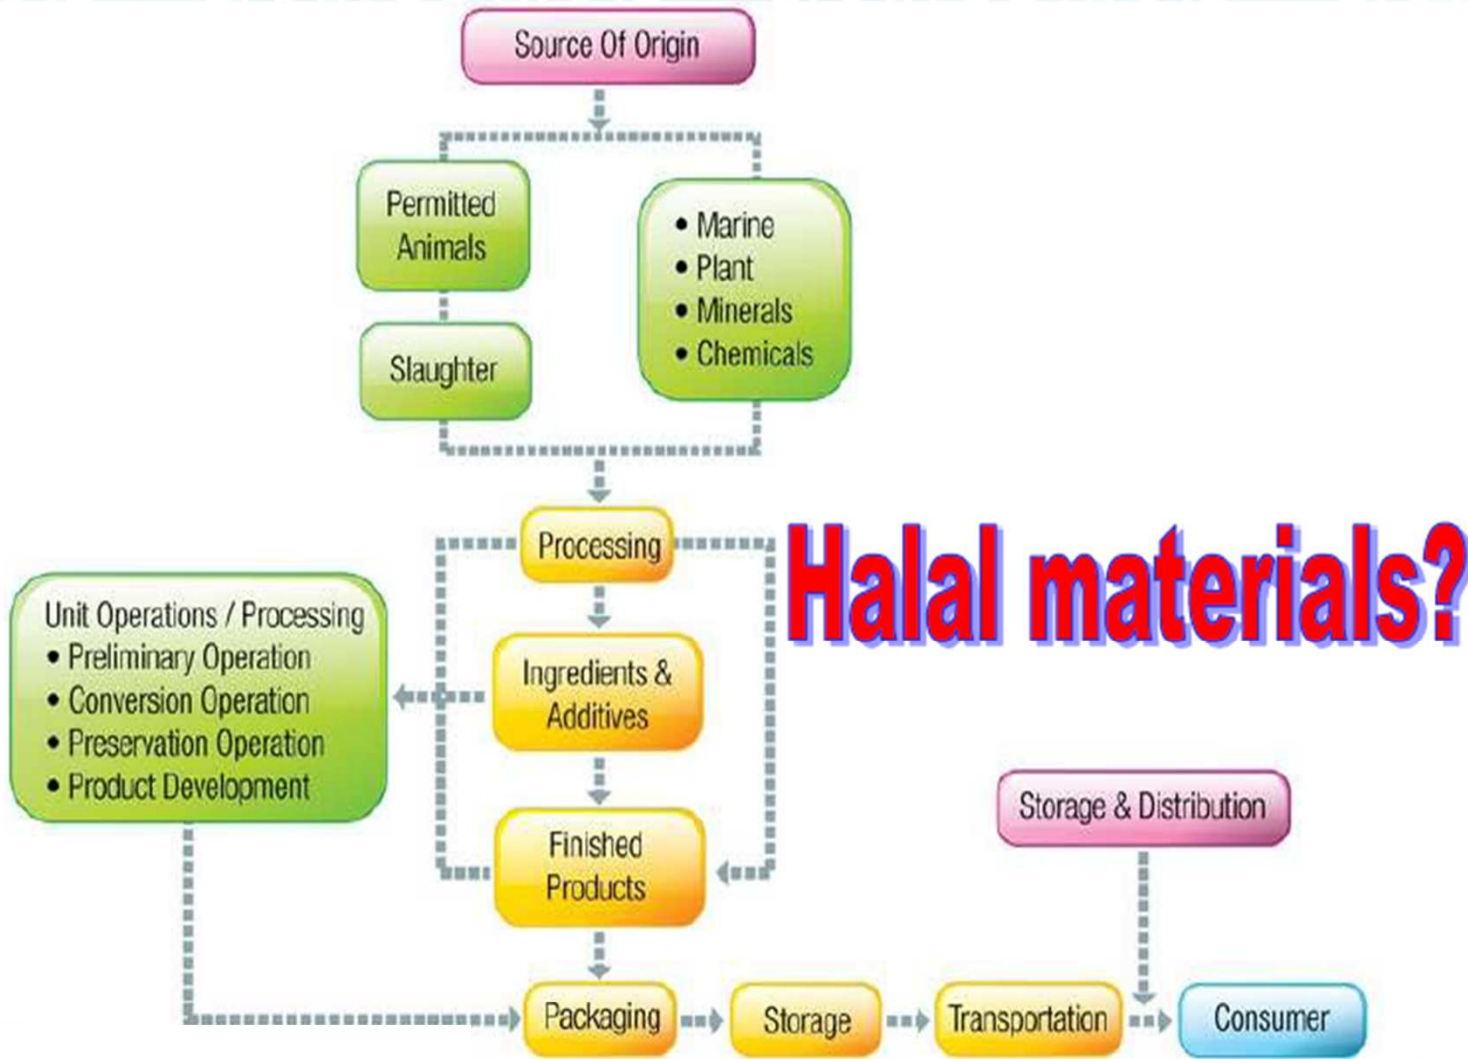 Source Of Origin
Permitted
Animals
• Marine
• Plant
• Minerals
• Chemicals
Slaughter
Processing
Halal materials?
Unit Operations / Processing
• Preliminary Operation
• Conversion Operation
• Preservation Operation
• Product Development
Ingredients &
Additives
Finished
Products
Storage & Distribution
Packaging
Storage
Transportation
Consumer